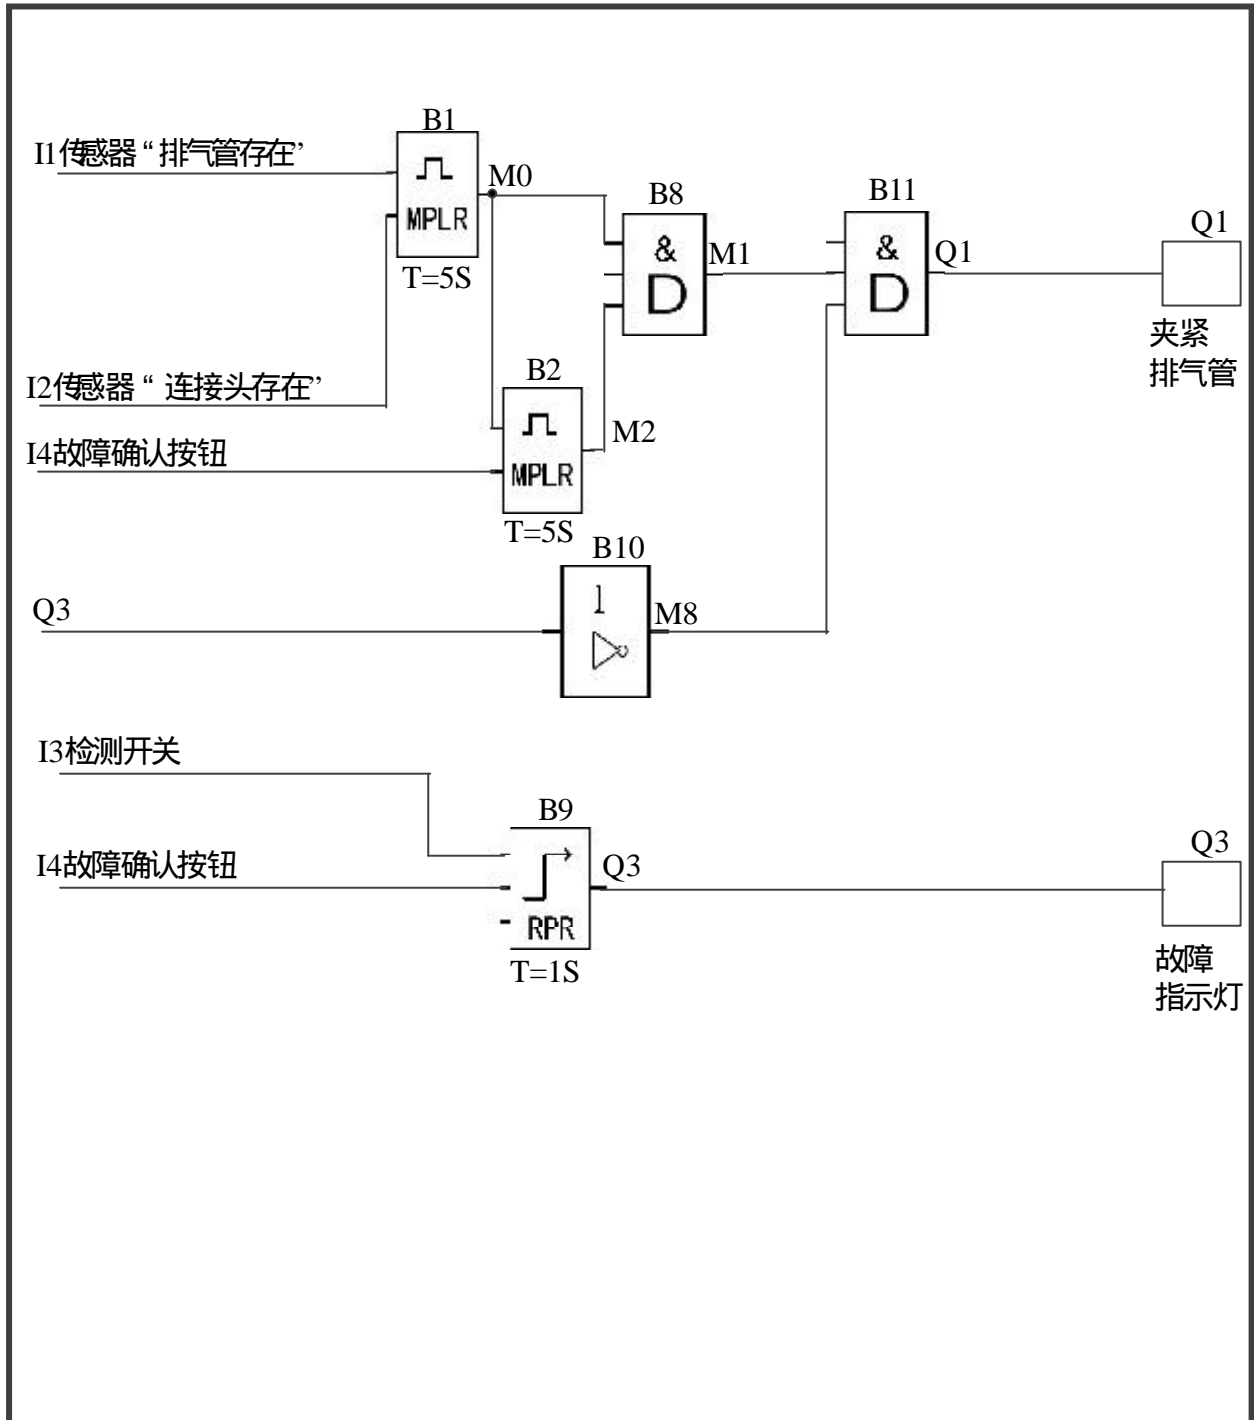 B1
I1传感器“排气管存在”
MPLR
T=5S
M0
B8
&
D
M1
B11
&
D
Q1
Q1
夹紧
排气管
I2传感器“ 连接头存在”
B2
MPLR
T=5S
M2
I4故障确认按钮
B10
1
M8
Q3
I3检测开关
B9
I4故障确认按钮
RPR
T=1S
Q3
Q3
故障
指示灯